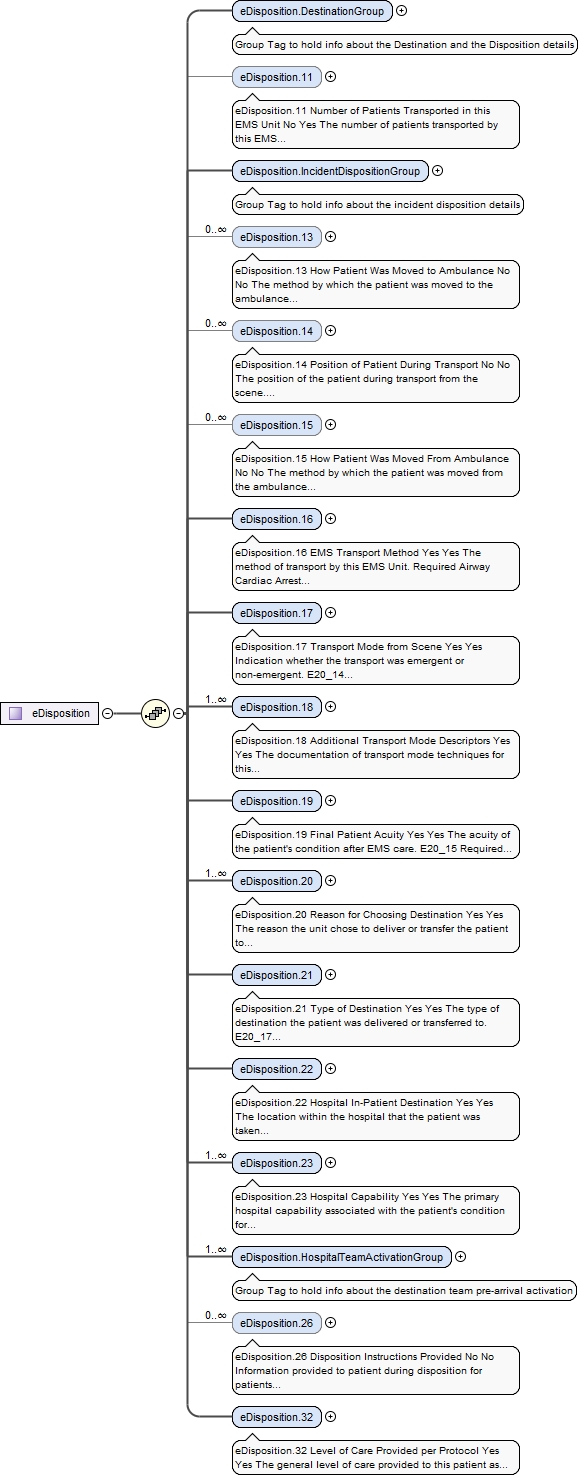 eDisposition.DestinationGroup
Group Tag to hold info about the Destination and the Disposition details
eDisposition.11
eDisposition.11 Number of Patients Transported in this
EMS Unit No Yes The number of patients transported by
this EMS...
eDisposition.IncidentDispositionGroup
Group Tag to hold info about the incident disposition details
0..∞
eDisposition.13
eDisposition.13 How Patient Was Moved to Ambulance No
No The method by which the patient was moved to the
ambulance...
0..∞
eDisposition.14
eDisposition.14 Position of Patient During Transport No No
The position of the patient during transport from the
scene....
0..∞
eDisposition.15
eDisposition.15 How Patient Was Moved From Ambulance
No No The method by which the patient was moved from
the ambulance...
eDisposition.16
eDisposition.16 EMS Transport Method Yes Yes The
method of transport by this EMS Unit. Required Airway
Cardiac Arrest...
eDisposition.17
eDisposition.17 Transport Mode from Scene Yes Yes
Indication whether the transport was emergent or
non-emergent. E20_14...
eDisposition
1..∞
eDisposition.18
eDisposition.18 Additional Transport Mode Descriptors Yes
Yes The documentation of transport mode techniques for
this...
eDisposition.19
eDisposition.19 Final Patient Acuity Yes Yes The acuity of
the patient's condition after EMS care. E20_15 Required...
1..∞
eDisposition.20
eDisposition.20 Reason for Choosing Destination Yes Yes
The reason the unit chose to deliver or transfer the patient
to...
eDisposition.21
eDisposition.21 Type of Destination Yes Yes The type of
destination the patient was delivered or transferred to.
E20_17...
eDisposition.22
eDisposition.22 Hospital In-Patient Destination Yes Yes
The location within the hospital that the patient was
taken...
1..∞
eDisposition.23
eDisposition.23 Hospital Capability Yes Yes The primary
hospital capability associated with the patient's condition
for...
1..∞
eDisposition.HospitalTeamActivationGroup
Group Tag to hold info about the destination team pre-arrival activation
0..∞
eDisposition.26
eDisposition.26 Disposition Instructions Provided No No
Information provided to patient during disposition for
patients...
eDisposition.32
eDisposition.32 Level of Care Provided per Protocol Yes
Yes The general level of care provided to this patient as...